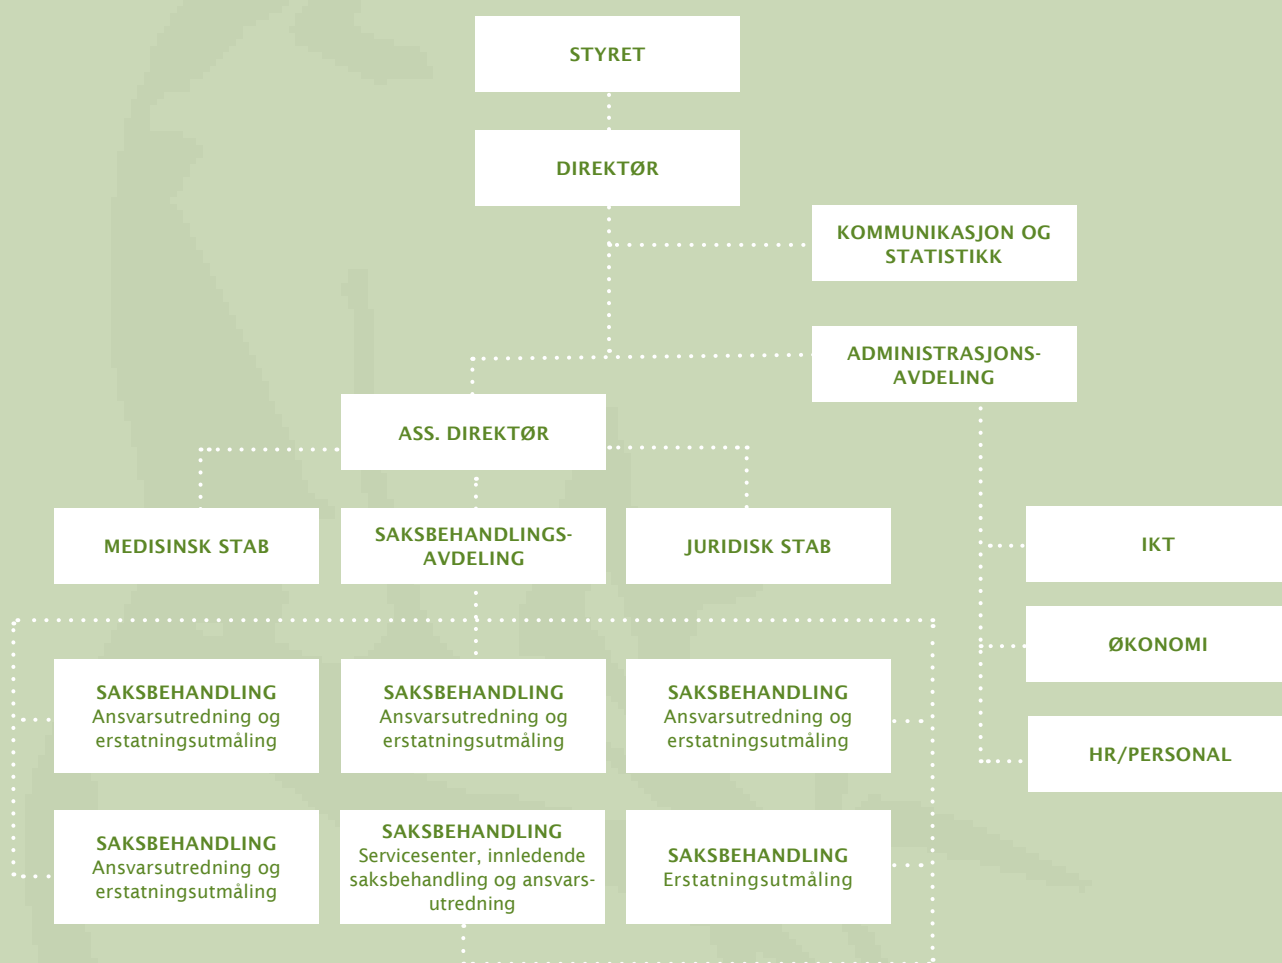 STYRET
DIREKTØR
KOMMUNIKASJON OG
STATISTIKK
ADMINISTRASJONS-
AVDELING
ASS. DIREKTØR
MEDISINSK STAB
SAKSBEHANDLINGS-
AVDELING
JURIDISK STAB
IKT
ØKONOMI
HR/PERSONAL
SAKSBEHANDLING
Ansvarsutredning og
erstatningsutmåling
SAKSBEHANDLING
Ansvarsutredning og
erstatningsutmåling
SAKSBEHANDLING
Ansvarsutredning og
erstatningsutmåling
SAKSBEHANDLING
Ansvarsutredning og
erstatningsutmåling
SAKSBEHANDLING
Servicesenter, innledende
saksbehandling og ansvars-
utredning
SAKSBEHANDLING
Erstatningsutmåling